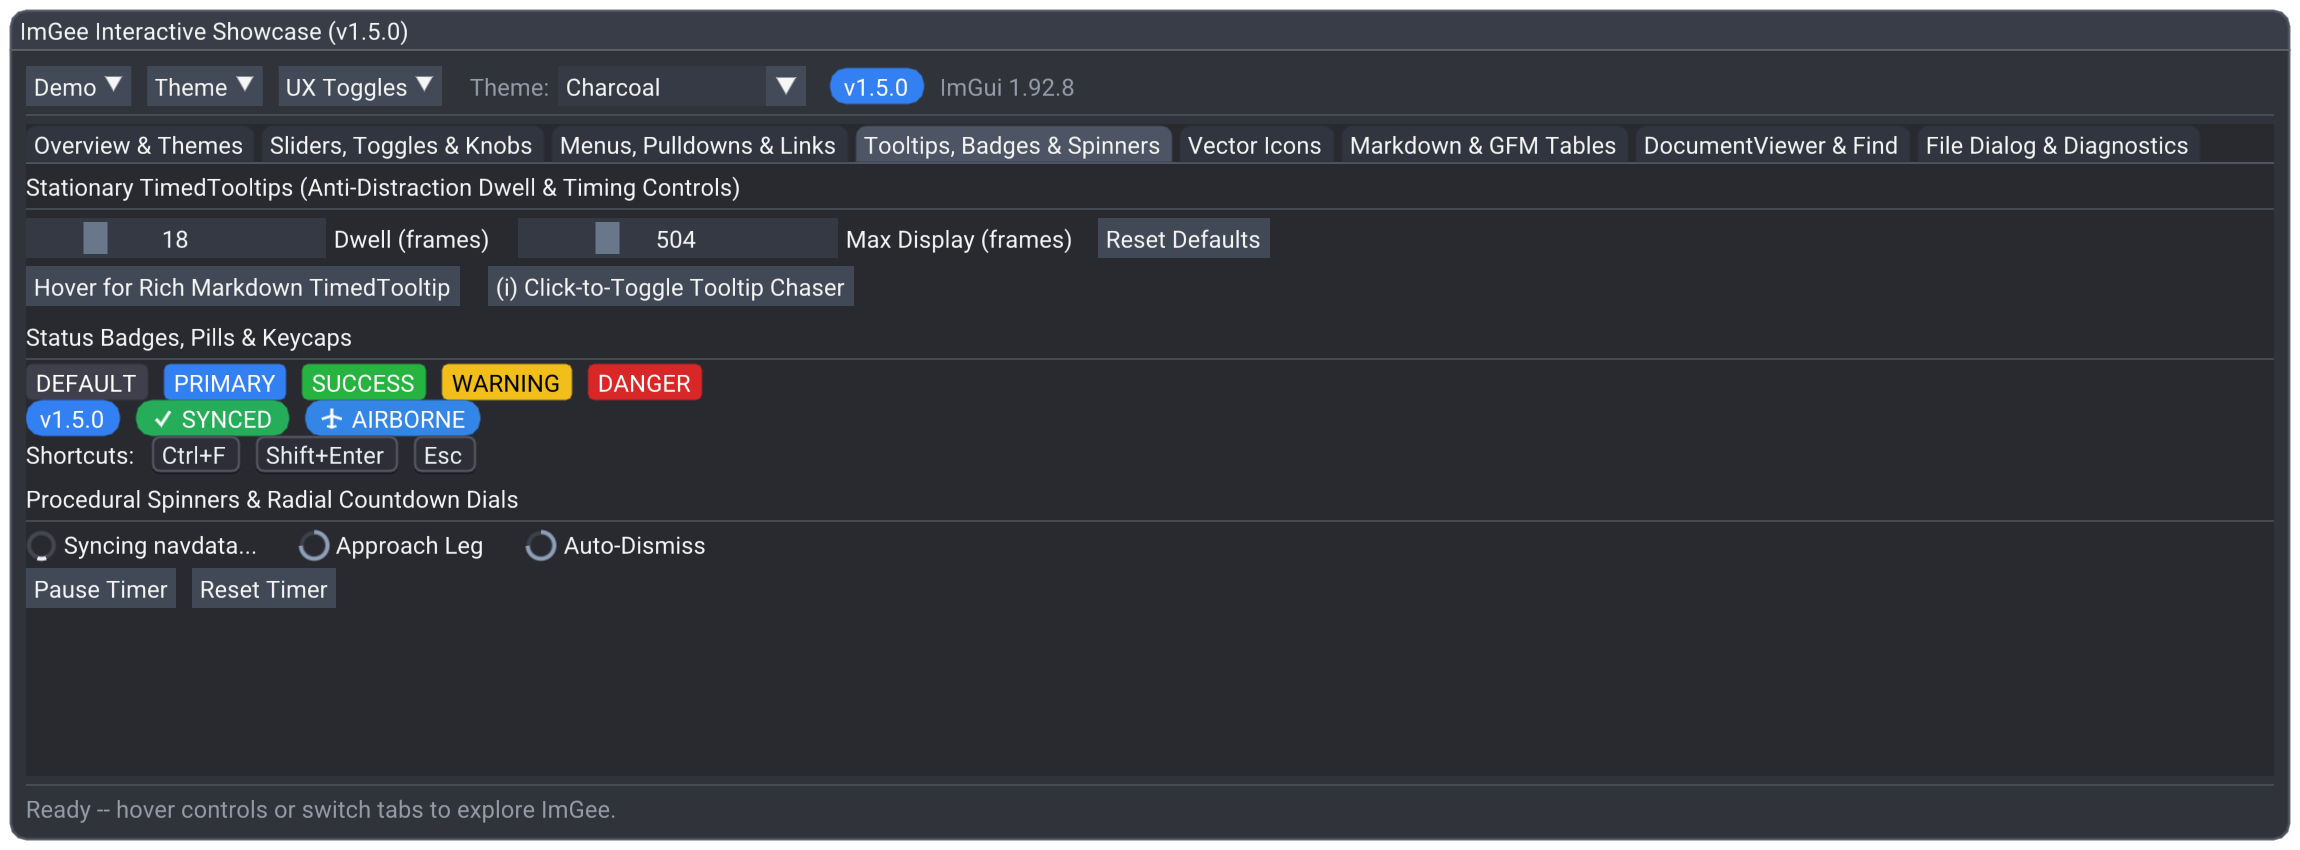 ImGee Interactive Showcase (v1.5.0)
Demo Theme UX Toggles Theme: Charcoal v1.5.0 ImGui 1.92.8
Overview & Themes Sliders, Toggles & Knobs Menus, Pulldowns & Links Tooltips, Badges & Spinners Vector Icons Markdown & GFM Tables DocumentViewer & Find File Dialog & Diagnostics
Stationary TimedTooltips (Anti-Distraction Dwell & Timing Controls)
18 Dwell (frames) 504 Max Display (frames) Reset Defaults
Hover for Rich Markdown TimedTooltip (i) Click-to-Toggle Tooltip Chaser
Status Badges, Pills & Keycaps
DEFAULT PRIMARY SUCCESS WARNING DANGER
v1.5.0 SYNCED AIRBORNE
Shortcuts: Ctrl+F Shift+Enter Esc
Procedural Spinners & Radial Countdown Dials
Syncing navdata... Approach Leg Auto-Dismiss
Pause Timer Reset Timer
Ready -- hover controls or switch tabs to explore ImGee.